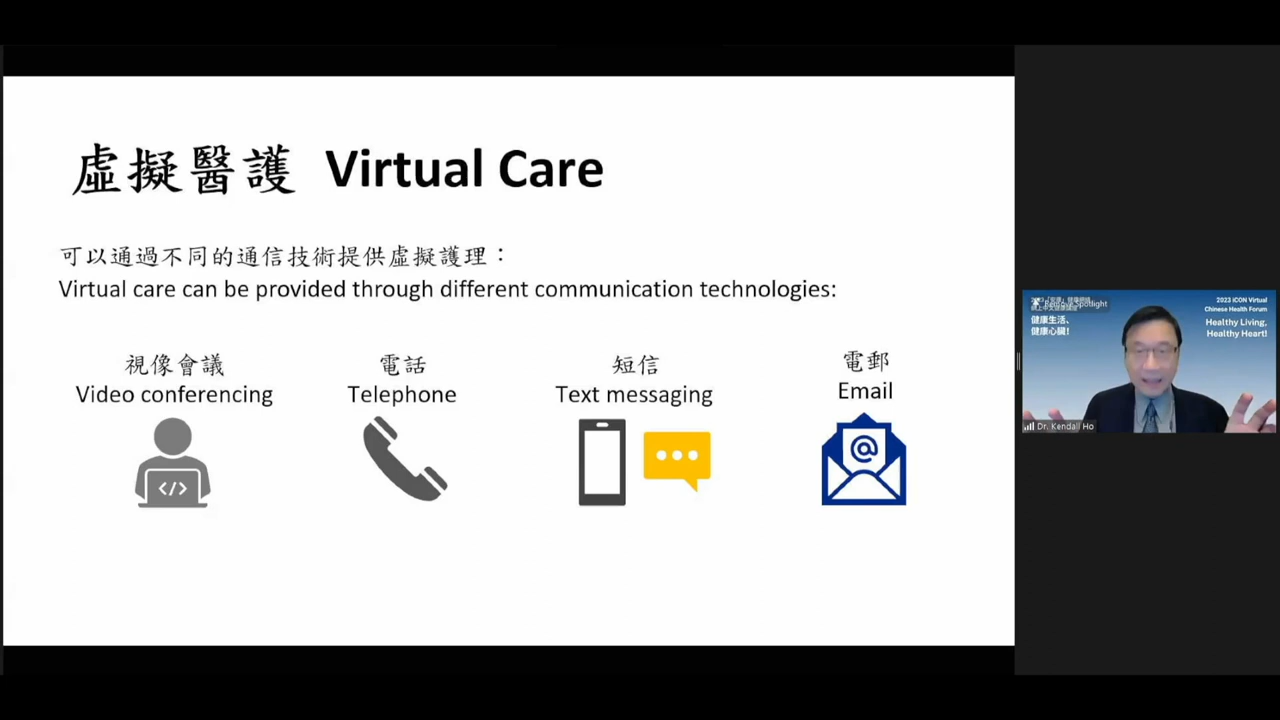 虛擬醫護 Virtual Care
可以通過不同的通信技術提供虛擬護理：
Virtual care can be provided through different communication technologies:
視像會議
Video conferencing
電話
Telephone
短信
Text messaging
電郵
Email
</>
@
Remove Spotlight
健康生活、
健康心臟！
2023 iCON Virtual
Chinese Health Forum
Healthy Living,
Healthy Heart!
Dr. Kendall Ho